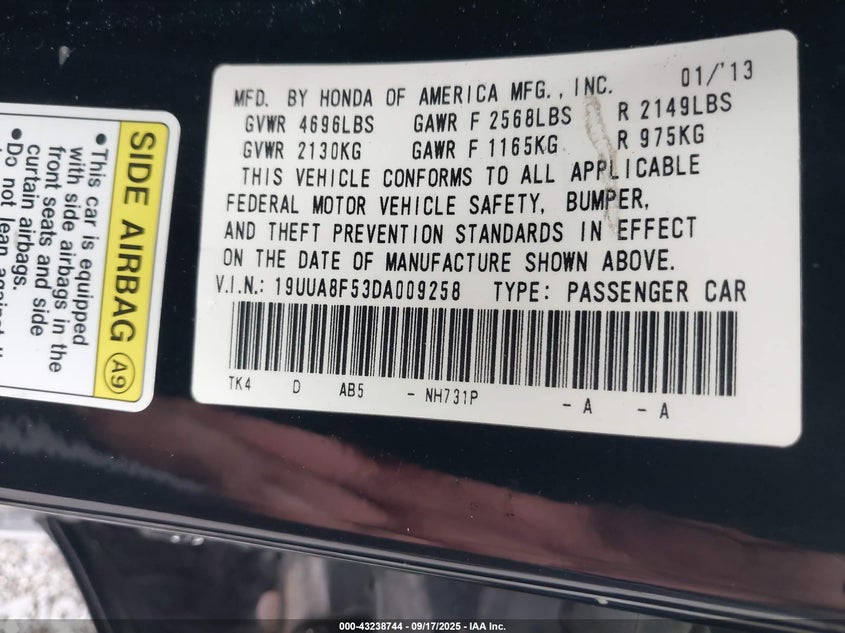 MFD. BY HONDA OF AMERICA MFG., INC. 01/'13
GVWR 4696LBS GAWR F 2568LBS R 2149LBS
GVWR 2130KG GAWR F 1165KG R 975KG
THIS VEHICLE CONFORMS TO ALL APPLICABLE
FEDERAL MOTOR VEHICLE SAFETY, BUMPER,
AND THEFT PREVENTION STANDARDS IN EFFECT
ON THE DATE OF MANUFACTURE SHOWN ABOVE.
V.I.N.: 19UUA8F53DA009258 TYPE: PASSENGER CAR
TK4 D AB5 - NH731P - A - A
SIDE AIRBAG A9
•This car is equipped
with side airbags in the
front seats and side
curtain airbags.
•Do not lean against
000-43238744 - 09/17/2025 - IAA Inc.